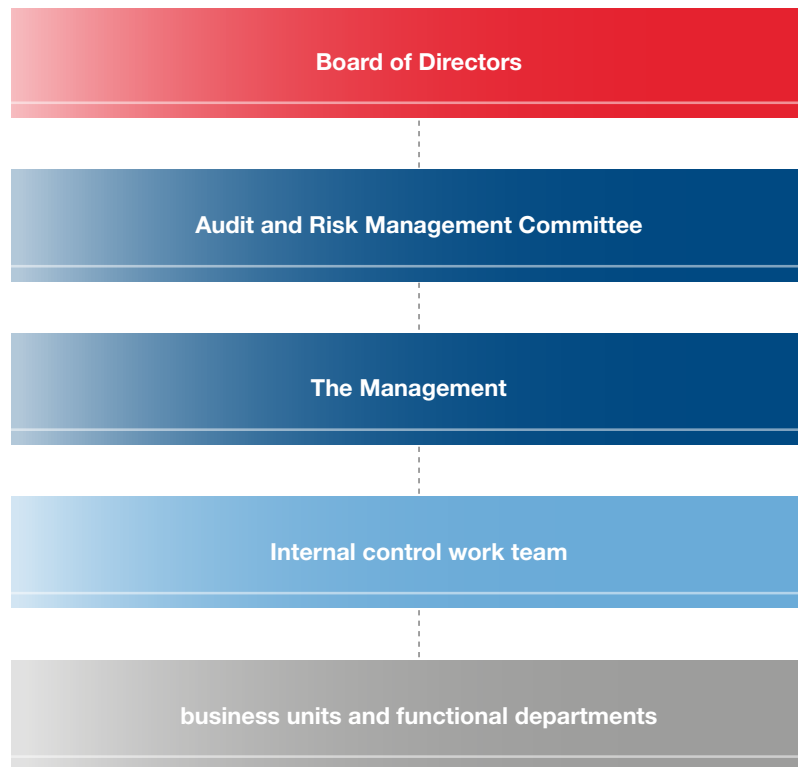 Board of Directors
Audit and Risk Management Committee
The Management
Internal control work team
business units and functional departments